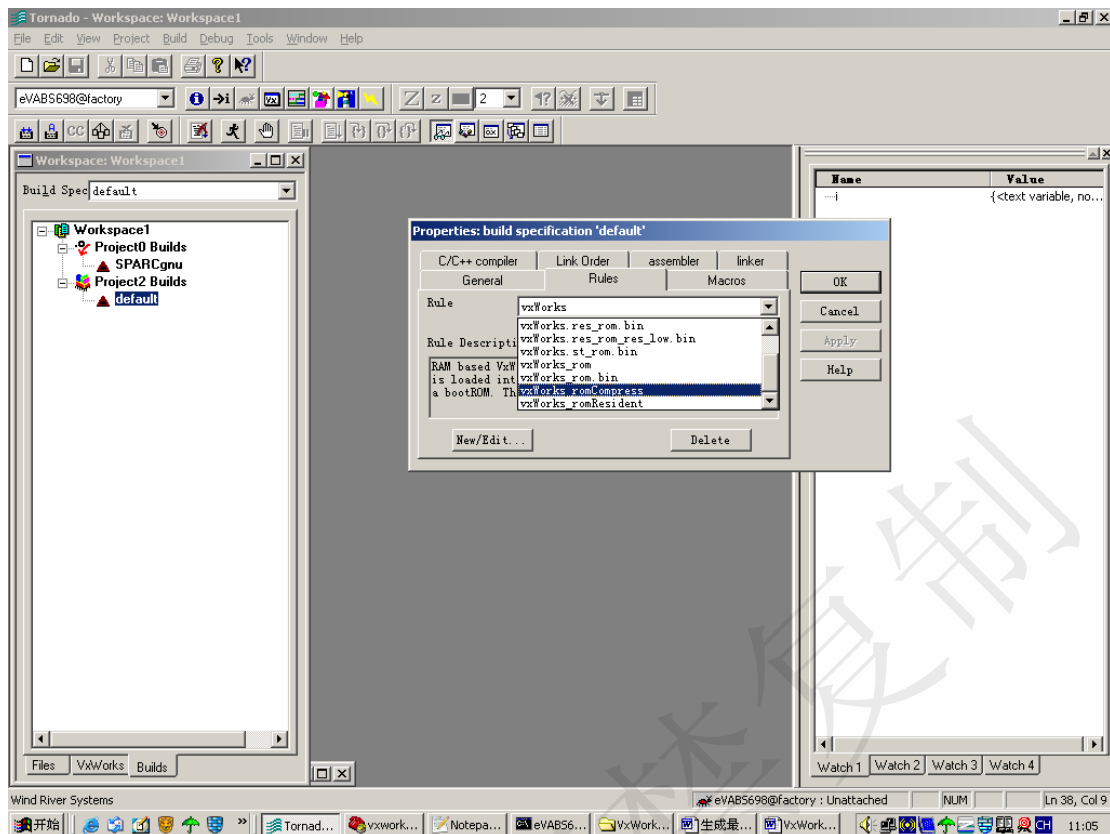 Tornado - Workspace: Workspace1
File Edit View Project Build Debug Tools Window Help
eVABS698@factory
2
Workspace: Workspace1
Build Spec default
Workspace1
Project0 Builds
SPARCgnu
Project2 Builds
default
Files VxWorks Builds
Properties: build specification 'default'
C/C++ compiler Link Order assembler linker
General Rules Macros
Rule vxWorks
vxWorks.res_rom.bin
vxWorks.res_rom_res_low.bin
Rule Descripti
vxWorks.st_rom.bin
RAM based VxW vxWorks_rom
is loaded int vxWorks_rom.bin
a bootROM. Th vxWorks_romCompress
vxWorks_romResident
New/Edit... Delete
OK
Cancel
Apply
Help
Name Value
i {<text variable, no...
Watch 1 Watch 2 Watch 3 Watch 4
Wind River Systems eVABS698@factory : Unattached NUM Ln 38, Col 9
开始 Tornad... vxwork... Notepa... eVABS6... VxWork... 生成最... VxWork... CH 11:05
禁复制